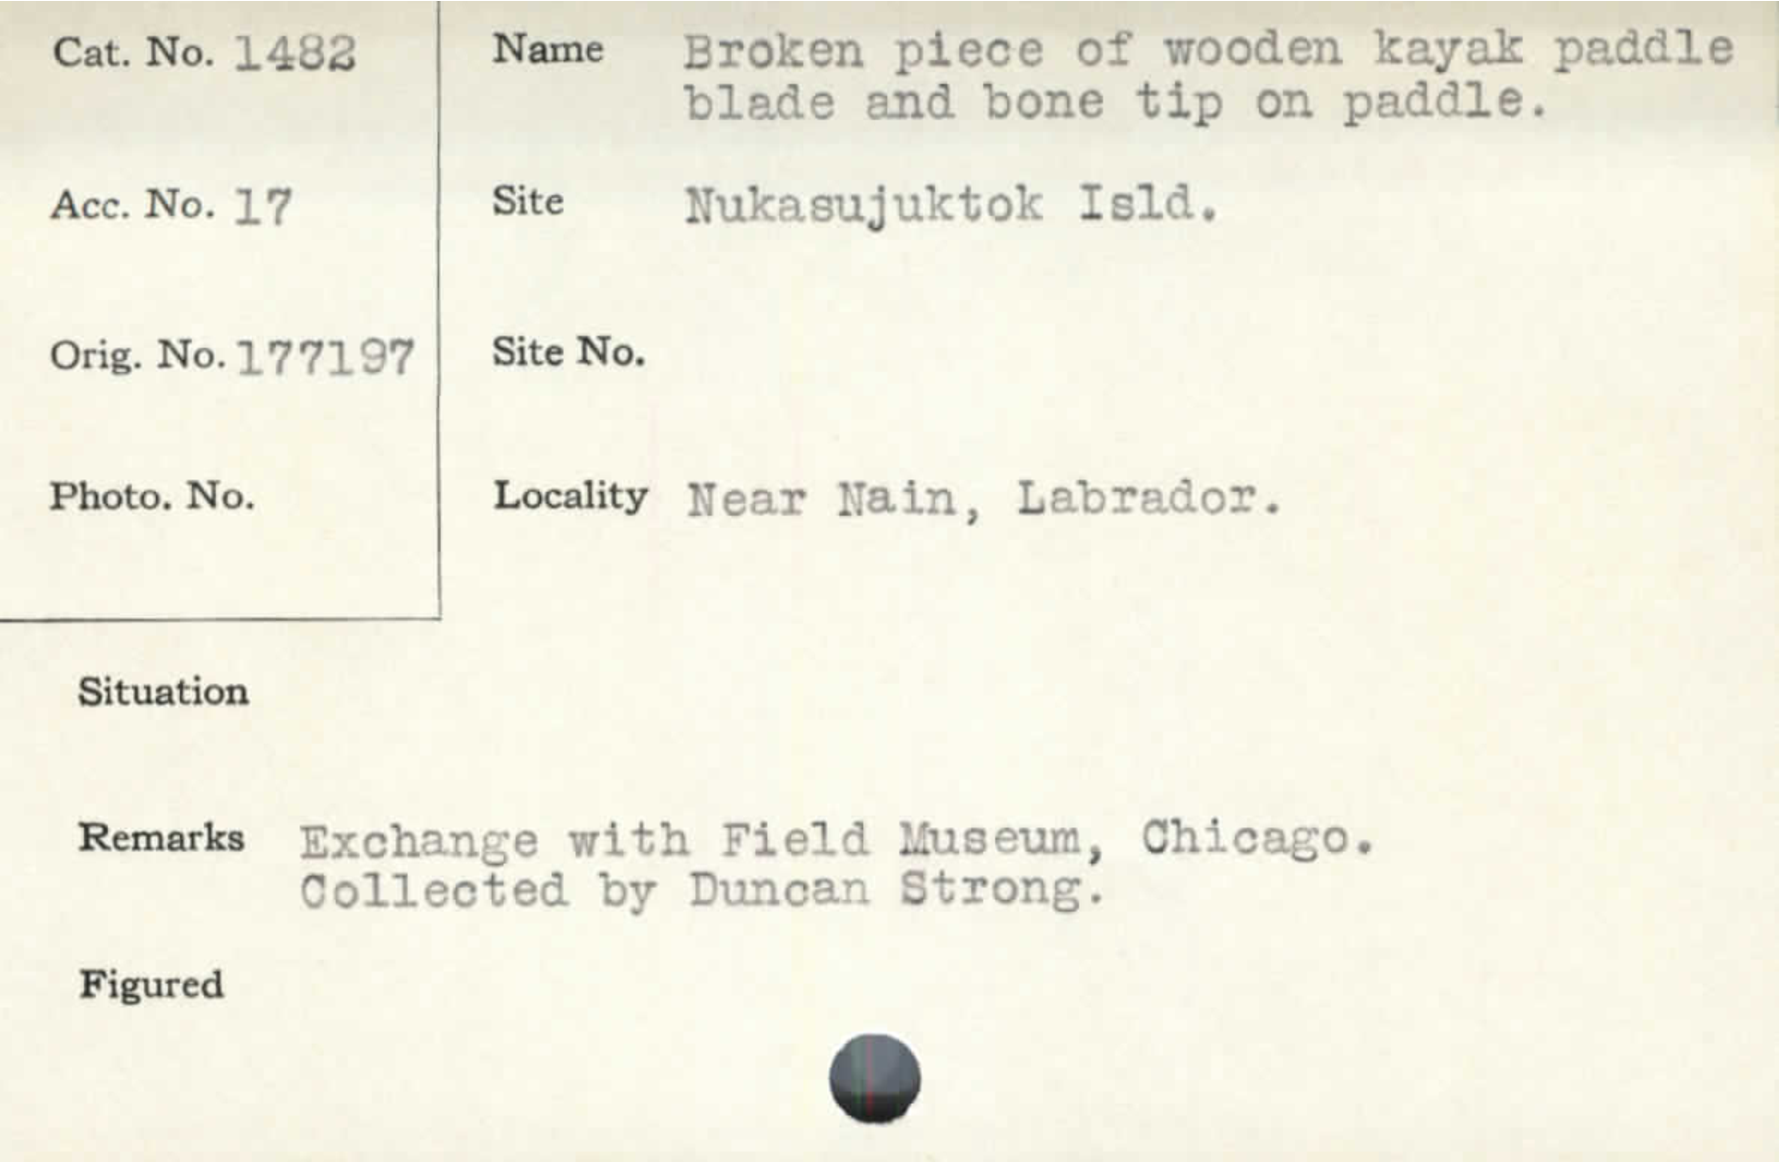 Cat. No. 1482
Name Broken piece of wooden kayak paddle
blade and bone tip on paddle.
Acc. No. 17
Site Nukasujuktok Isld.
Orig. No. 177197
Site No.
Photo. No.
Locality Near Nain, Labrador.
Situation
Remarks Exchange with Field Museum, Chicago.
Collected by Duncan Strong.
Figured